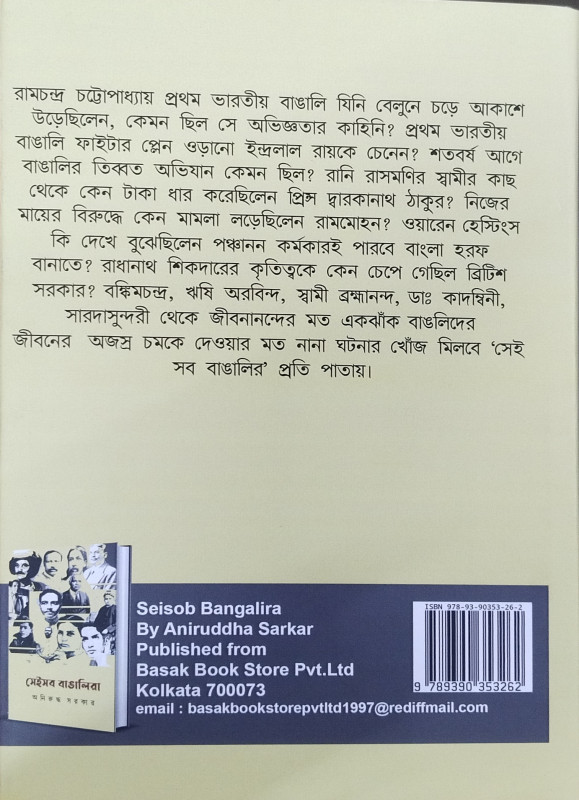 রামচন্দ্র চট্টোপাধ্যায় প্রথম ভারতীয় বাঙালি যিনি বেলুনে চড়ে আকাশে
উড়েছিলেন, কেমন ছিল সে অভিজ্ঞতার কাহিনি? প্রথম ভারতীয়
বাঙালি ফাইটার প্লেন ওড়ানো ইন্দ্রলাল রায়কে চেনেন? শতবর্ষ আগে
বাঙালির তিব্বত অভিযান কেমন ছিল? রানি রাসমণির স্বামীর কাছ
থেকে কেন টাকা ধার করেছিলেন প্রিন্স দ্বারকানাথ ঠাকুর? নিজের
মায়ের বিরুদ্ধে কেন মামলা লড়েছিলেন রামমোহন? ওয়ারেন হেস্টিংস
কি দেখে বুঝেছিলেন পঞ্চানন কর্মকারই পারবে বাংলা হরফ
বানাতে? রাধানাথ শিকদারের কৃতিত্বকে কেন চেপে গেছিল ব্রিটিশ
সরকার? বঙ্কিমচন্দ্র, ঋষি অরবিন্দ, স্বামী ব্রহ্মানন্দ, ডাঃ কাদম্বিনী,
সারদাসুন্দরী থেকে জীবনানন্দের মত একঝাঁক বাঙলিদের
জীবনের অজস্র চমকে দেওয়ার মত নানা ঘটনার খোঁজ মিলবে ‘সেই
সব বাঙালির’ প্রতি পাতায়।
সেইসব বাঙালিরা
অনিরুদ্ধ সরকার
Seisob Bangalira
By Aniruddha Sarkar
Published from
Basak Book Store Pvt.Ltd
Kolkata 700073
email : basakbookstorepvtltd1997@rediffmail.com
ISBN 978-93-90353-26-2
9 789390 353262